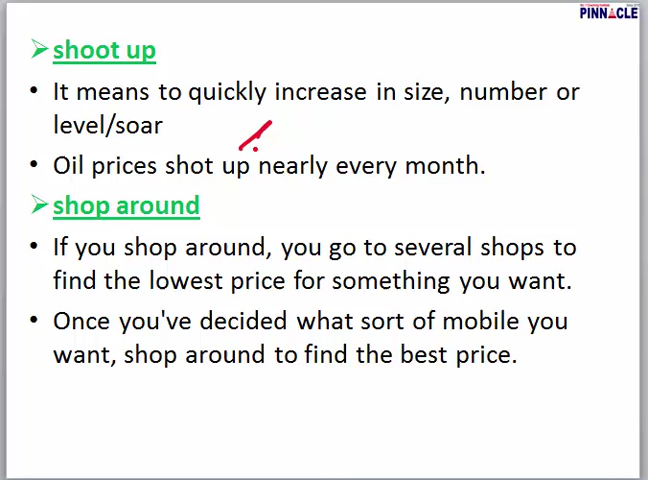 PINNACLE
shoot up
It means to quickly increase in size, number or
level/soar
Oil prices shot up nearly every month.
shop around
If you shop around, you go to several shops to
find the lowest price for something you want.
Once you've decided what sort of mobile you
want, shop around to find the best price.